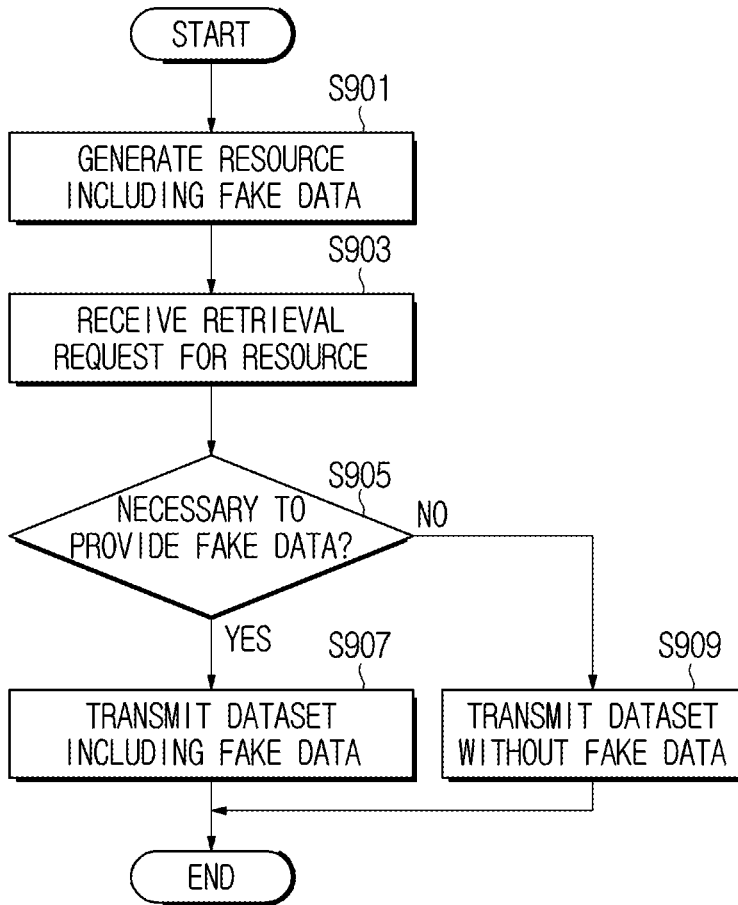 START
S901
GENERATE RESOURCE
INCLUDING FAKE DATA
S903
RECEIVE RETRIEVAL
REQUEST FOR RESOURCE
S905
NECESSARY TO
PROVIDE FAKE DATA?
NO
YES
S907
TRANSMIT DATASET
INCLUDING FAKE DATA
S909
TRANSMIT DATASET
WITHOUT FAKE DATA
END